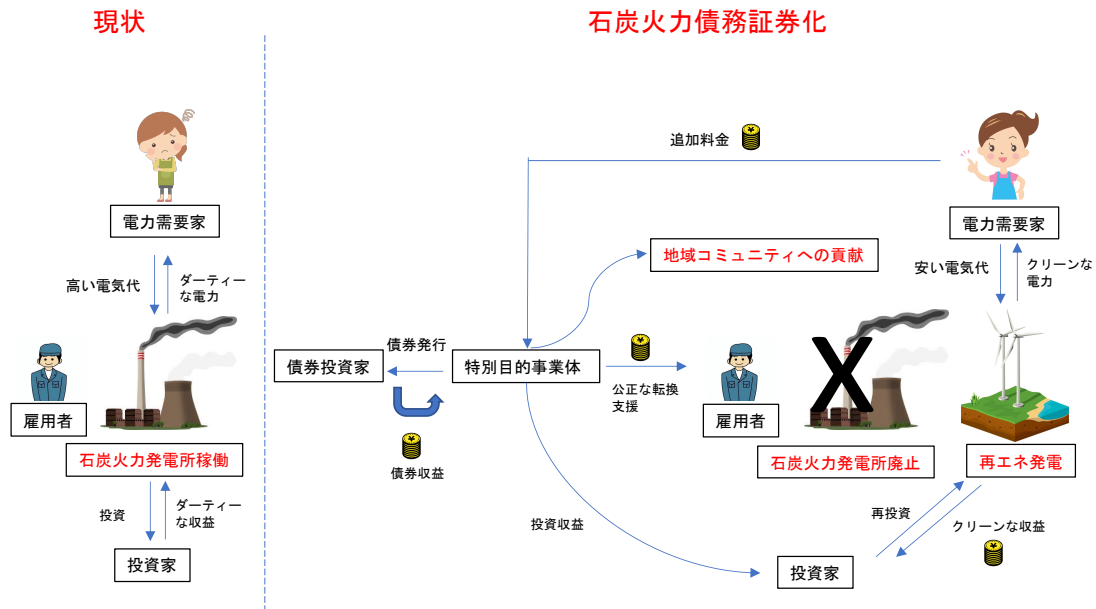 現状
電力需要家
高い電気代
ダーティー
な電力
雇用者
石炭火力発電所稼働
投資
ダーティー
な収益
投資家
石炭火力債務証券化
追加料金
¥
電力需要家
地域コミュニティへの貢献
安い電気代
クリーンな
電力
債券投資家
債券発行
特別目的事業体
¥
公正な転換
支援
¥
債券収益
雇用者
X
石炭火力発電所廃止
再エネ発電
投資収益
再投資
クリーンな収益
¥
投資家